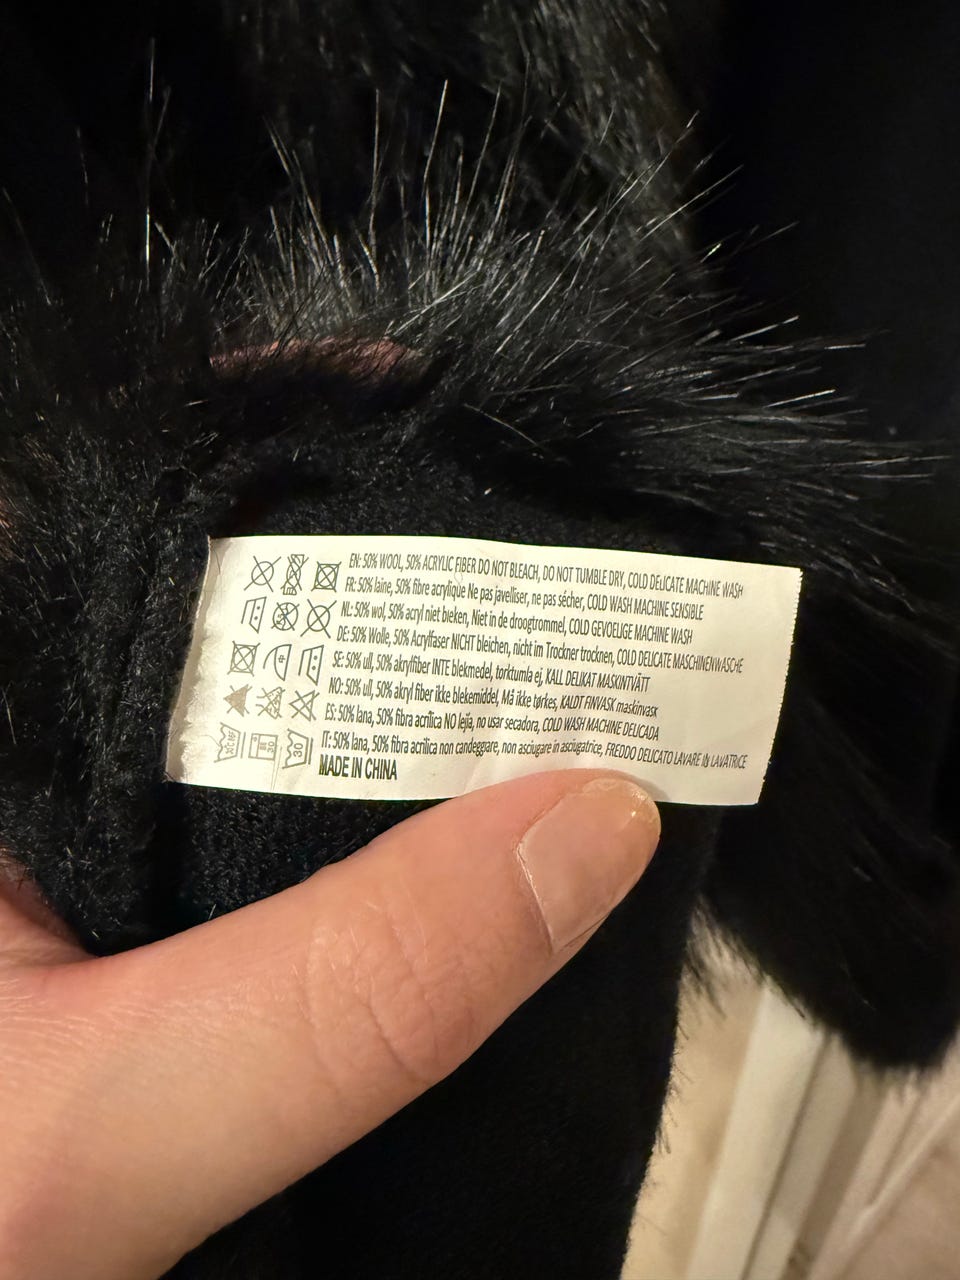 EN: 50% WOOL, 50% ACRYLIC FIBER DO NOT BLEACH, DO NOT TUMBLE DRY, COLD DELICATE MACHINE WASH
FR: 50% laine, 50% fibre acrylique Ne pas javelliser, ne pas sécher, COLD WASH MACHINE SENSIBLE
NL: 50% wol, 50% acryl niet bleken, Niet in de droogtrommel, COLD GEVOELIGE MACHINE WASH
DE: 50% Wolle, 50% Acrylfaser NICHT bleichen, nicht im Trockner trocknen, COLD DELICATE MASCHINENWÄSCHE
SE: 50% ull, 50% akrylfiber INTE blekmedel, torktumla ej, KALL DELIKAT MASKINTVÄTT
NO: 50% ull, 50% akryl fiber ikke blekemiddel, Må ikke tørkes, KALDT FINVASK maskinvask
ES: 50% lana, 50% fibra acrílica NO lejía, no usar secadora, COLD WASH MACHINE DELICADA
IT: 50% lana, 50% fibra acrilica non candeggare, non asciugare in asciugatrice, FREDDO DELICATO LAVARE IN LAVATRICE
30
MADE IN CHINA